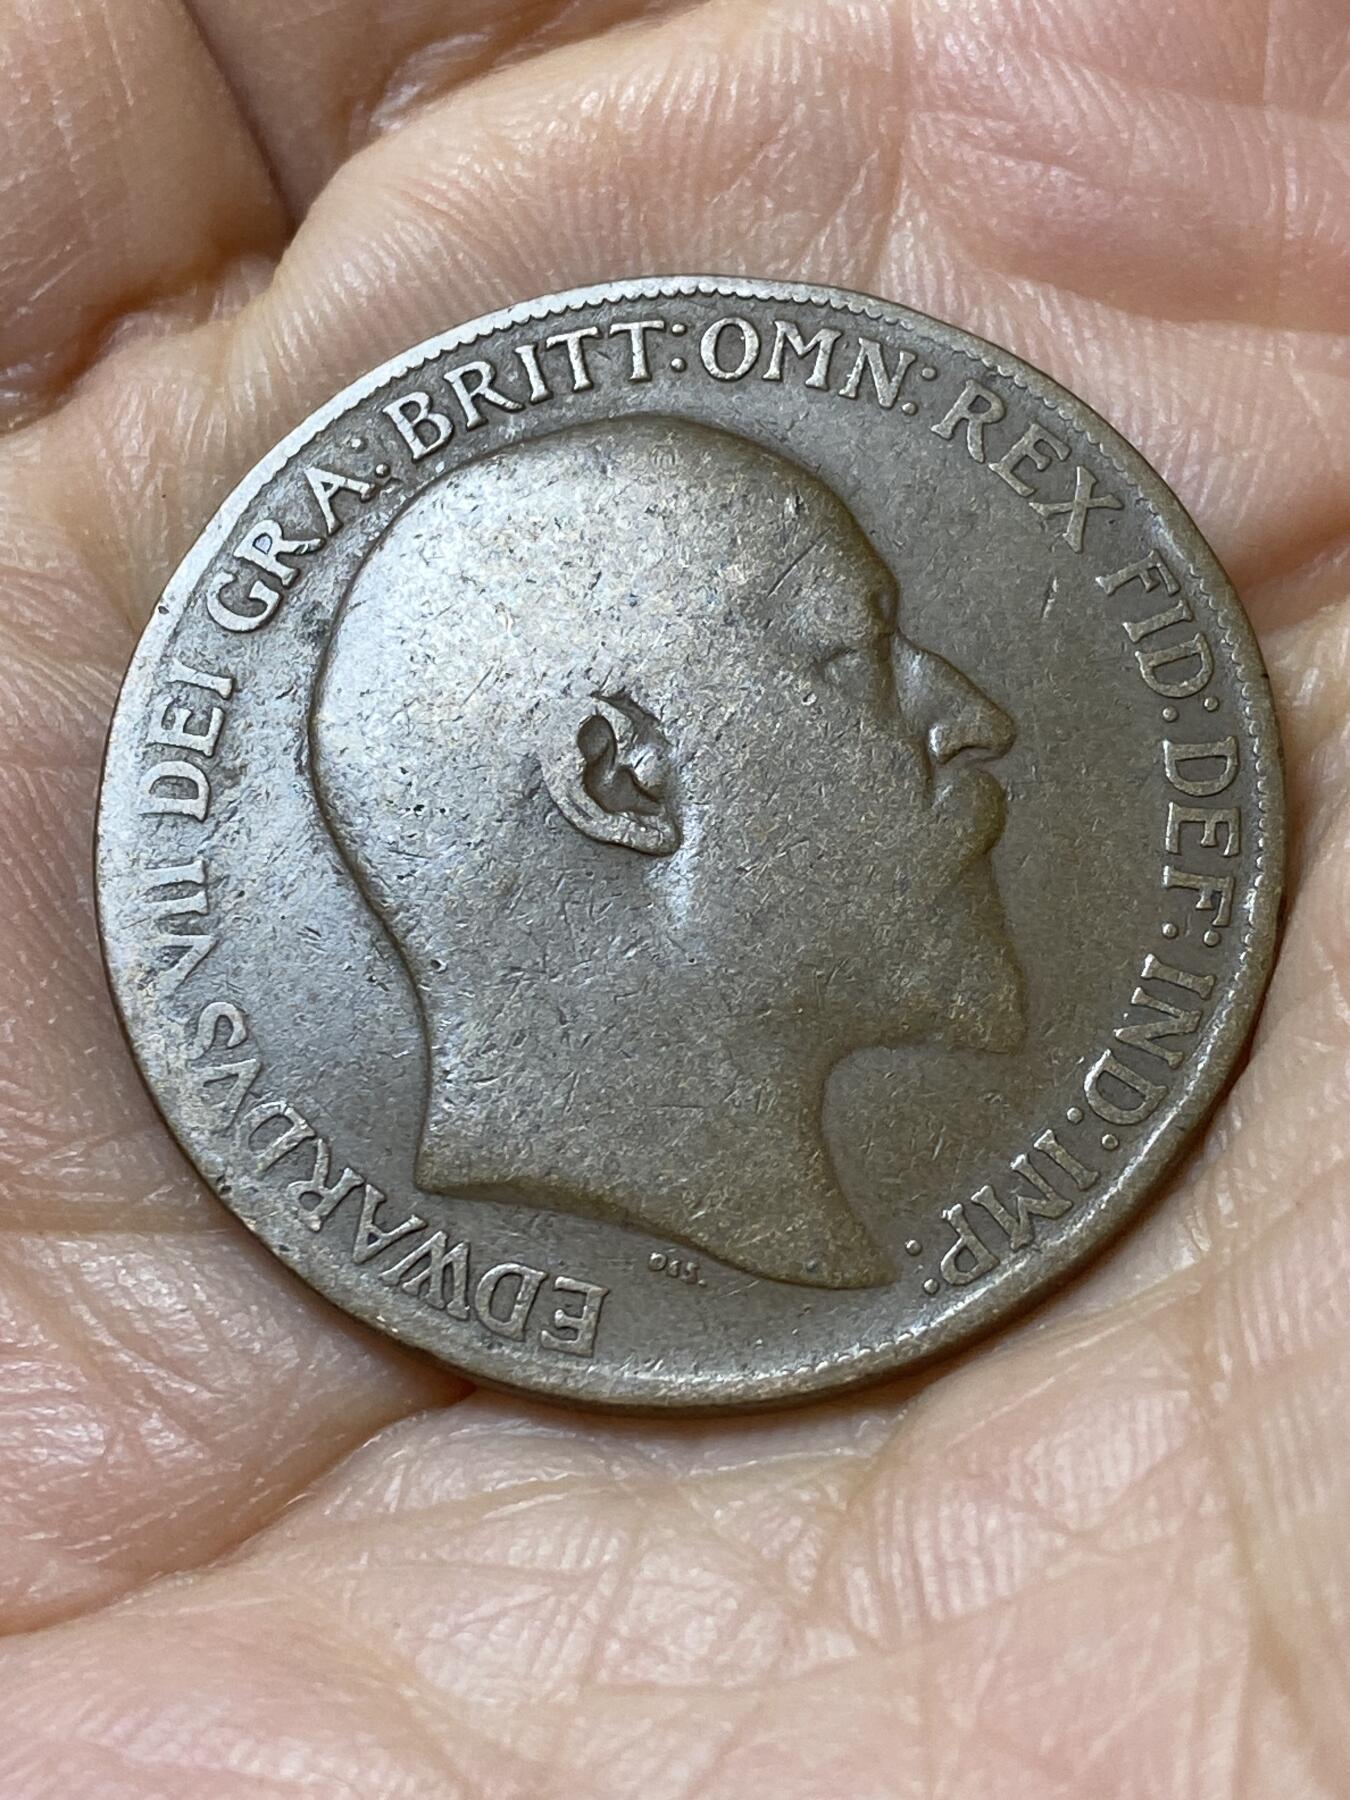 EDWARDVS VII DEI GRA: BRITT: OMN: REX FID: DEF: IND: IMP:
DES.